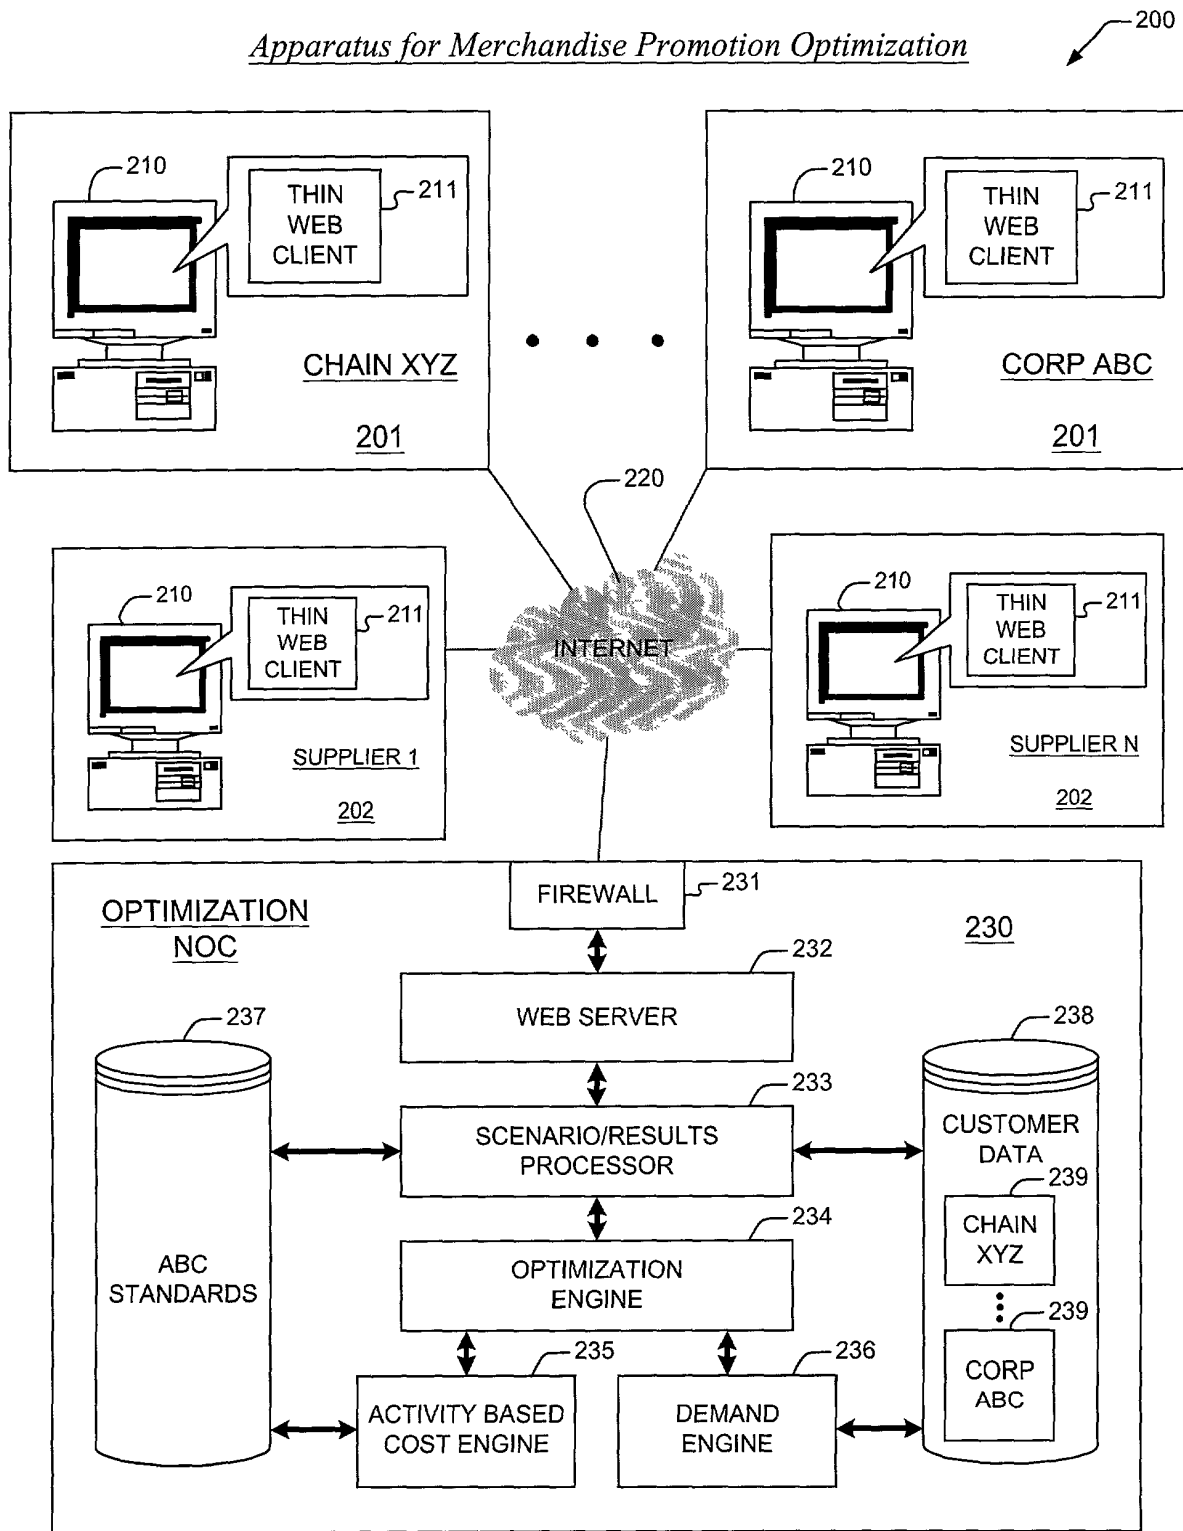 200
Apparatus for Merchandise Promotion Optimization
210
THIN
WEB
CLIENT
211
CHAIN XYZ
201
210
THIN
WEB
CLIENT
211
CORP ABC
201
220
INTERNET
210
THIN
WEB
CLIENT
211
SUPPLIER 1
202
210
THIN
WEB
CLIENT
211
SUPPLIER N
202
OPTIMIZATION
NOC
230
FIREWALL
231
WEB SERVER
232
SCENARIO/RESULTS
PROCESSOR
233
OPTIMIZATION
ENGINE
234
ACTIVITY BASED
COST ENGINE
235
DEMAND
ENGINE
236
237
ABC
STANDARDS
238
CUSTOMER
DATA
239
CHAIN
XYZ
239
CORP
ABC